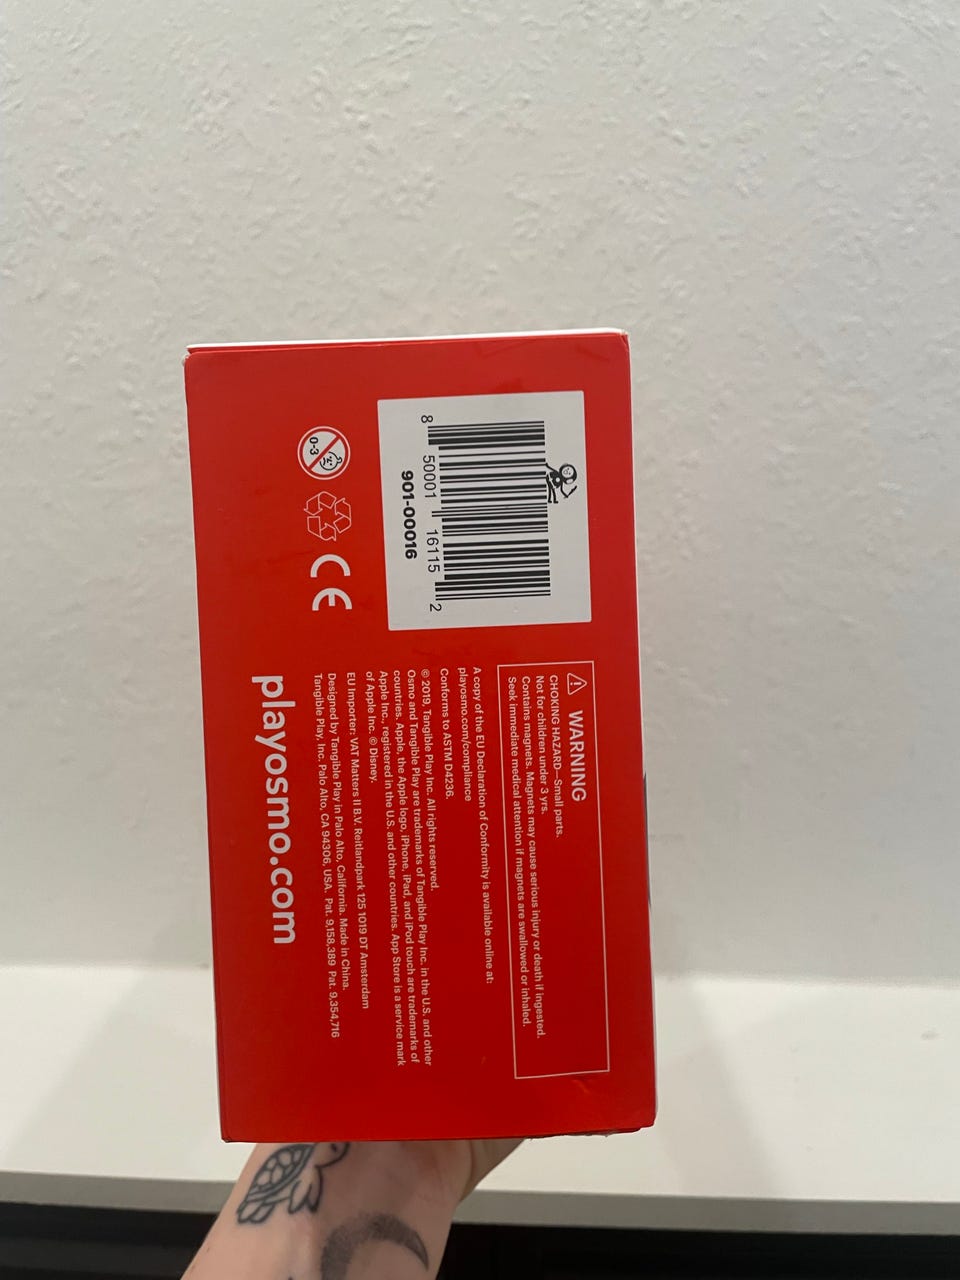 8 50001 16115 2
901-00016
0-3
CE
WARNING
CHOKING HAZARD—Small parts.
Not for children under 3 yrs.
Contains magnets. Magnets may cause serious injury or death if ingested.
Seek immediate medical attention if magnets are swallowed or inhaled.
A copy of the EU Declaration of Conformity is available online at:
playosmo.com/compliance
Conforms to ASTM D4236.
© 2019, Tangible Play Inc. All rights reserved.
Osmo and Tangible Play are trademarks of Tangible Play Inc. in the U.S. and other
countries. Apple, the Apple logo, iPhone, iPad, and iPod touch are trademarks of
Apple Inc., registered in the U.S. and other countries. App Store is a service mark
of Apple Inc. © Disney.
EU Importer: VAT Matters II B.V. Reitlandpark 125 1019 DT Amsterdam
Designed by Tangible Play in Palo Alto, California. Made in China.
Tangible Play, Inc. Palo Alto, CA 94306, USA. Pat. 9,158,389 Pat. 9,354,716
playosmo.com